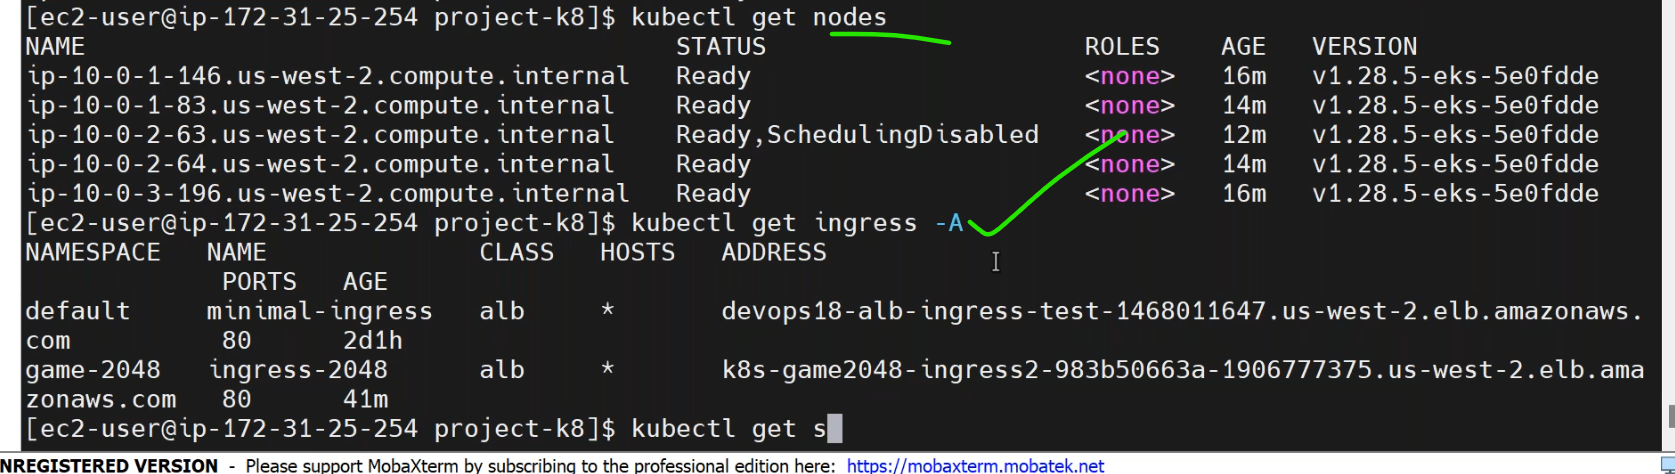 [ec2-user@ip-172-31-25-254 project-k8]$ kubectl get nodes
NAME STATUS ROLES AGE VERSION
ip-10-0-1-146.us-west-2.compute.internal Ready <none> 16m v1.28.5-eks-5e0fdde
ip-10-0-1-83.us-west-2.compute.internal Ready <none> 14m v1.28.5-eks-5e0fdde
ip-10-0-2-63.us-west-2.compute.internal Ready,SchedulingDisabled <none> 12m v1.28.5-eks-5e0fdde
ip-10-0-2-64.us-west-2.compute.internal Ready <none> 14m v1.28.5-eks-5e0fdde
ip-10-0-3-196.us-west-2.compute.internal Ready <none> 16m v1.28.5-eks-5e0fdde
[ec2-user@ip-172-31-25-254 project-k8]$ kubectl get ingress -A
NAMESPACE NAME CLASS HOSTS ADDRESS
PORTS AGE
default minimal-ingress alb * devops18-alb-ingress-test-1468011647.us-west-2.elb.amazonaws.
com 80 2d1h
game-2048 ingress-2048 alb * k8s-game2048-ingress2-983b50663a-1906777375.us-west-2.elb.ama
zonaws.com 80 41m
[ec2-user@ip-172-31-25-254 project-k8]$ kubectl get s
NREGISTERED VERSION - Please support MobaXterm by subscribing to the professional edition here: https://mobaxterm.mobatek.net